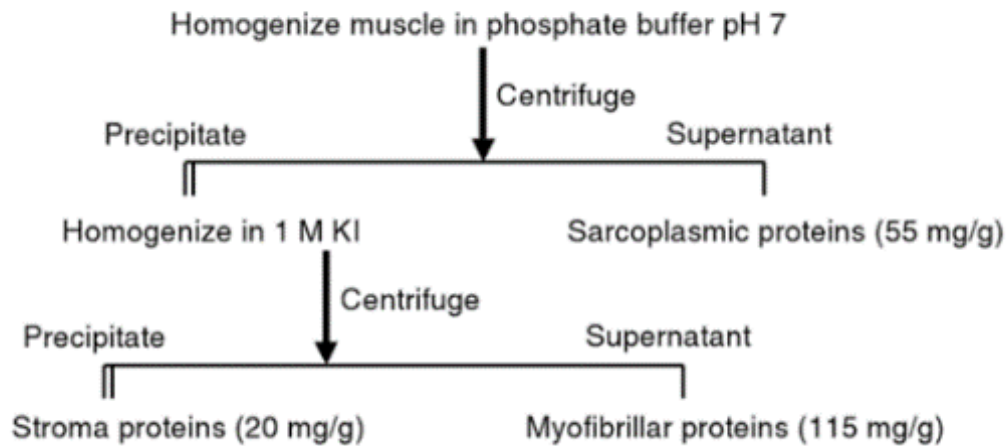 Homogenize muscle in phosphate buffer pH 7
Centrifuge
Precipitate Supernatant
Homogenize in 1 M KI Sarcoplasmic proteins (55 mg/g)
Centrifuge
Precipitate Supernatant
Stroma proteins (20 mg/g) Myofibrillar proteins (115 mg/g)